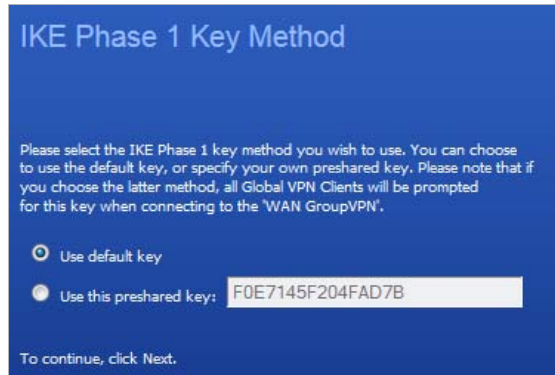 IKE Phase 1 Key Method
Please select the IKE Phase 1 key method you wish to use. You can choose
to use the default key, or specify your own preshared key. Please note that if
you choose the latter method, all Global VPN Clients will be prompted
for this key when connecting to the 'WAN GroupVPN'.
Use default key
Use this preshared key: F0E7145F204FAD7B
To continue, click Next.